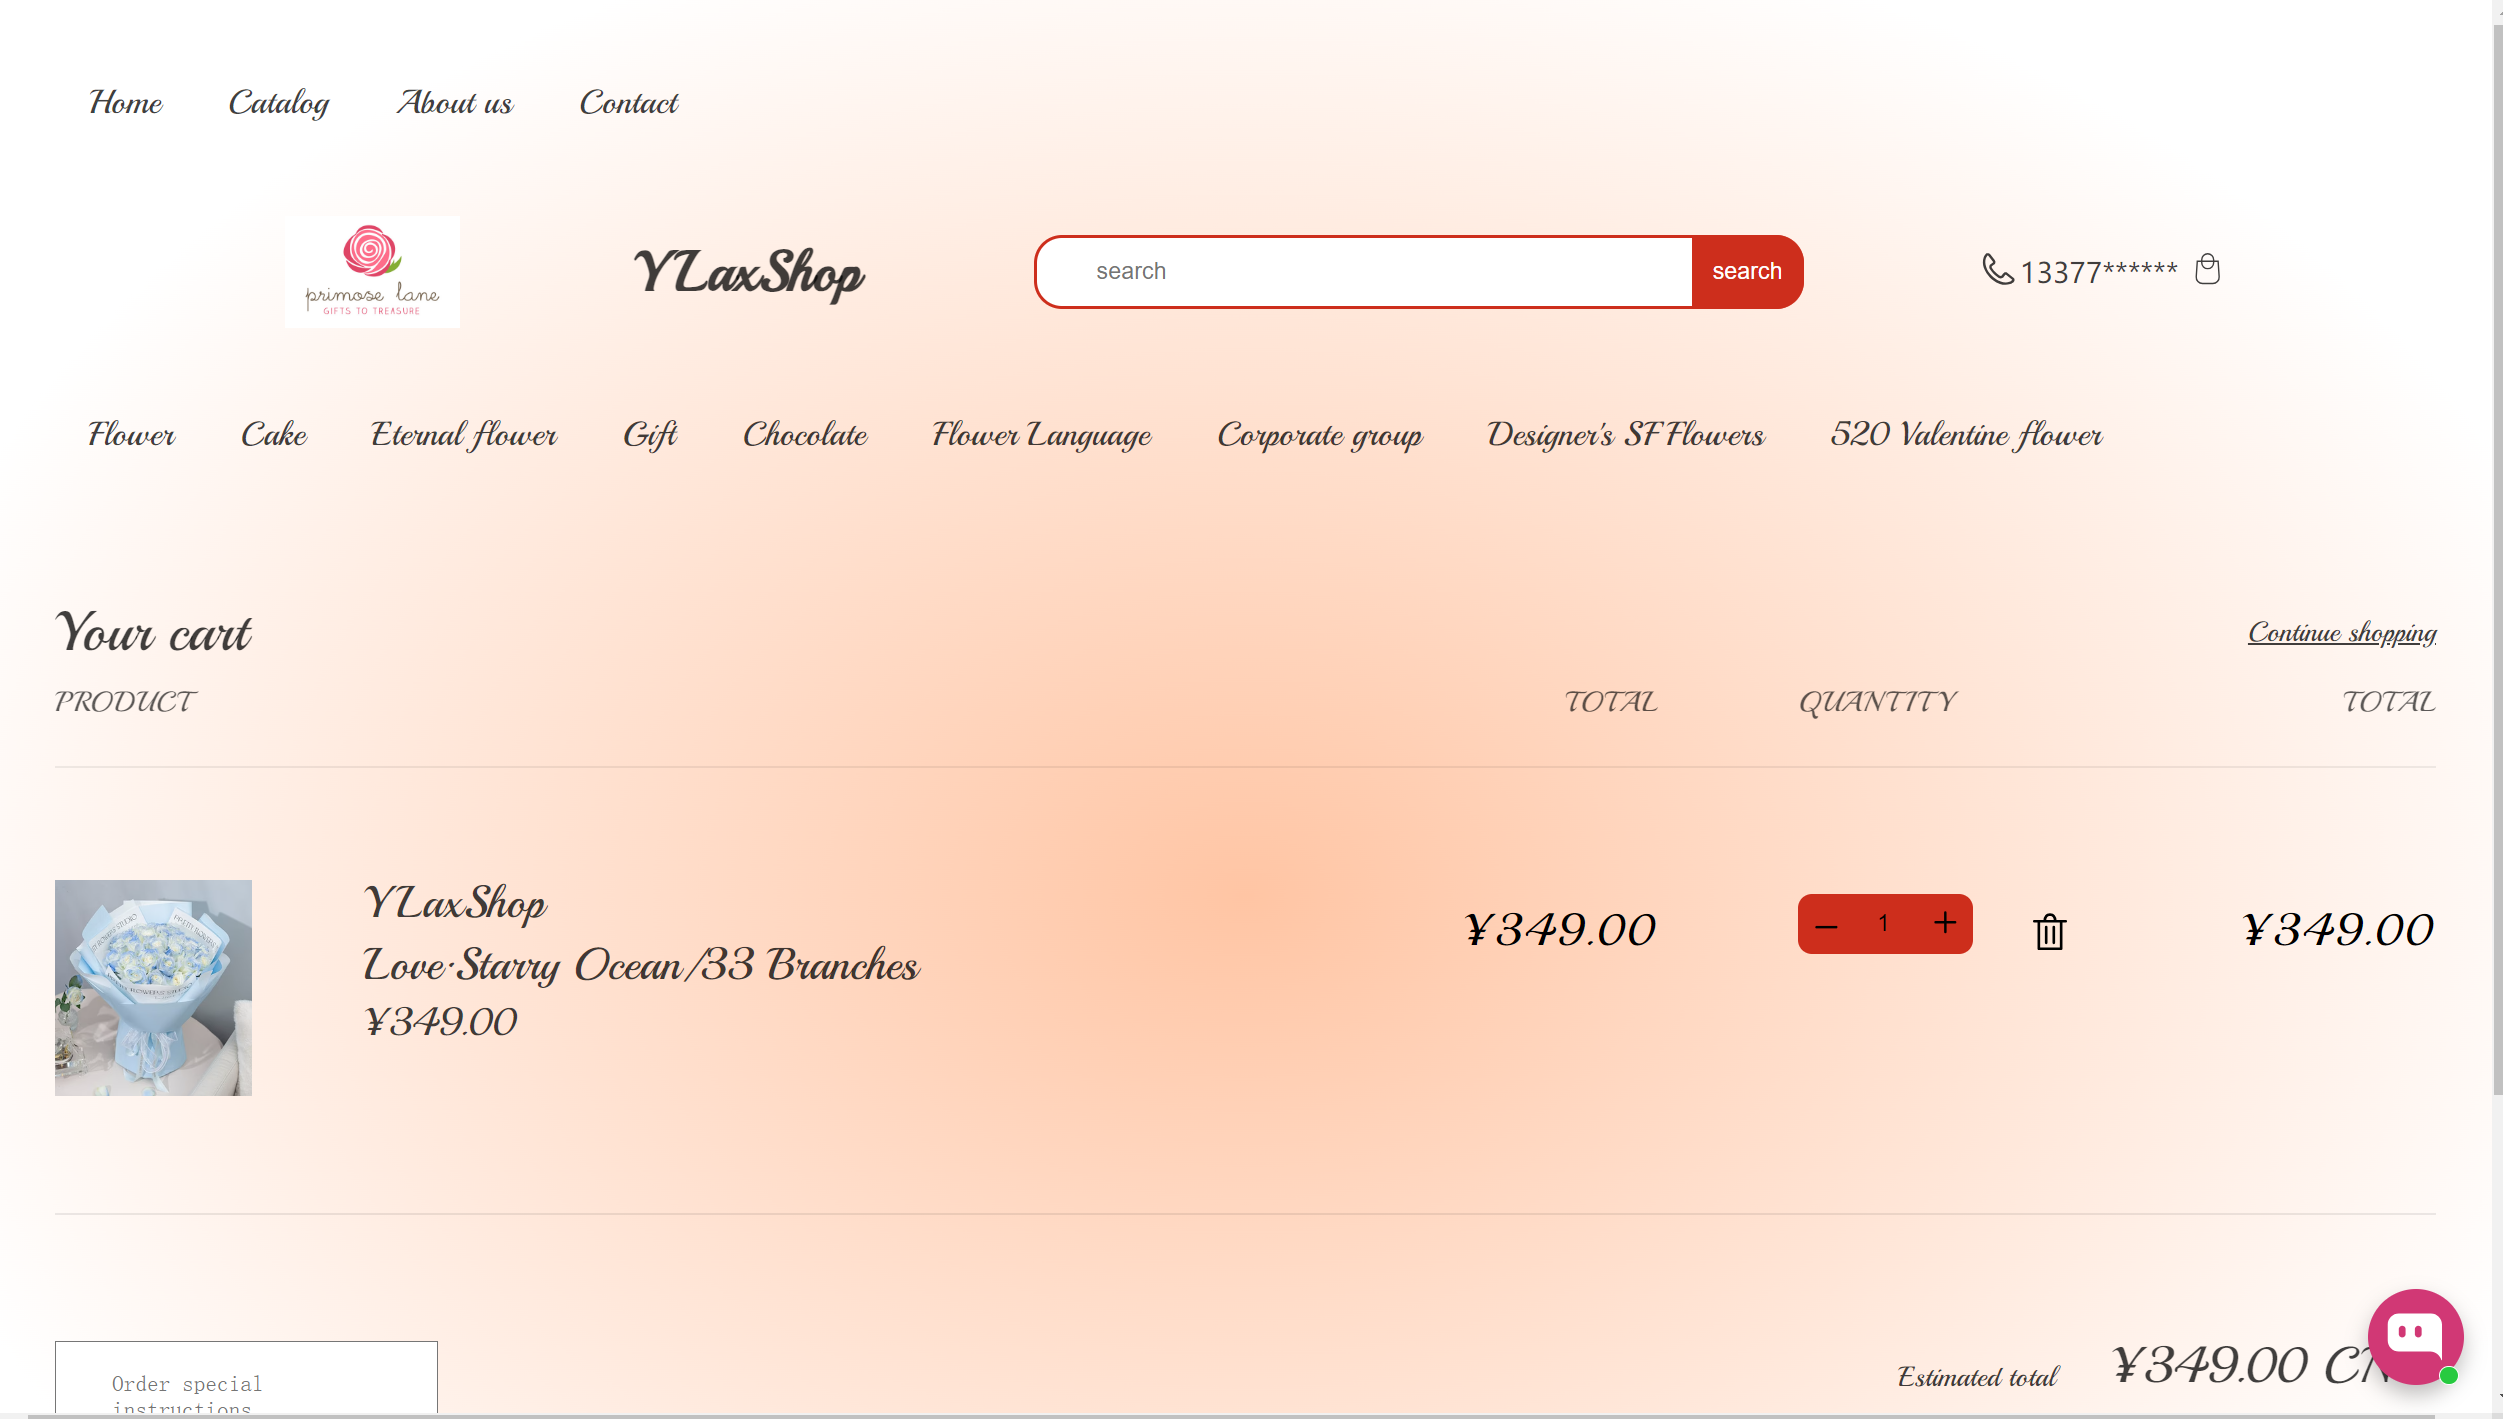 Home Catalog About us Contact
primose lane
GIFTS TO TREASURE
YLaxShop
search search
13377******
Flower Cake Eternal flower Gift Chocolate Flower Language Corporate group Designer's SF Flowers 520 Valentine flower
Your cart Continue shopping
PRODUCT TOTAL QUANTITY TOTAL
YLaxShop
¥349.00 1 ¥349.00
Love·Starry Ocean/33 Branches
¥349.00
Order special
instructions
Estimated total ¥349.00